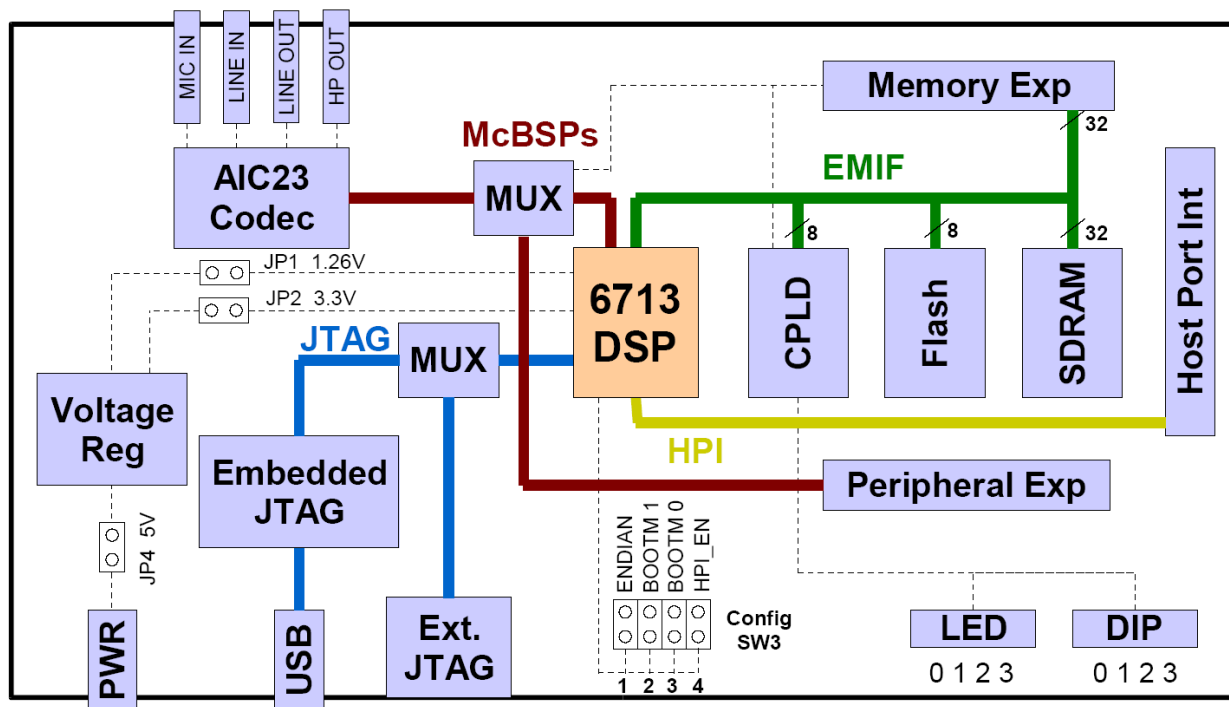 MIC IN
LINE IN
LINE OUT
HP OUT
Memory Exp
32
McBSPs
EMIF
AIC23
Codec
MUX
8
8
32
Host Port Int
JP1 1.26V
JP2 3.3V
6713
DSP
CPLD
Flash
SDRAM
JTAG
MUX
Voltage
Reg
HPI
Embedded
JTAG
Peripheral Exp
JP4 5V
ENDIAN
BOOTM 1
BOOTM 0
HPI_EN
Config
SW3
PWR
USB
Ext.
JTAG
LED
DIP
0 1 2 3
0 1 2 3
1
2
3
4